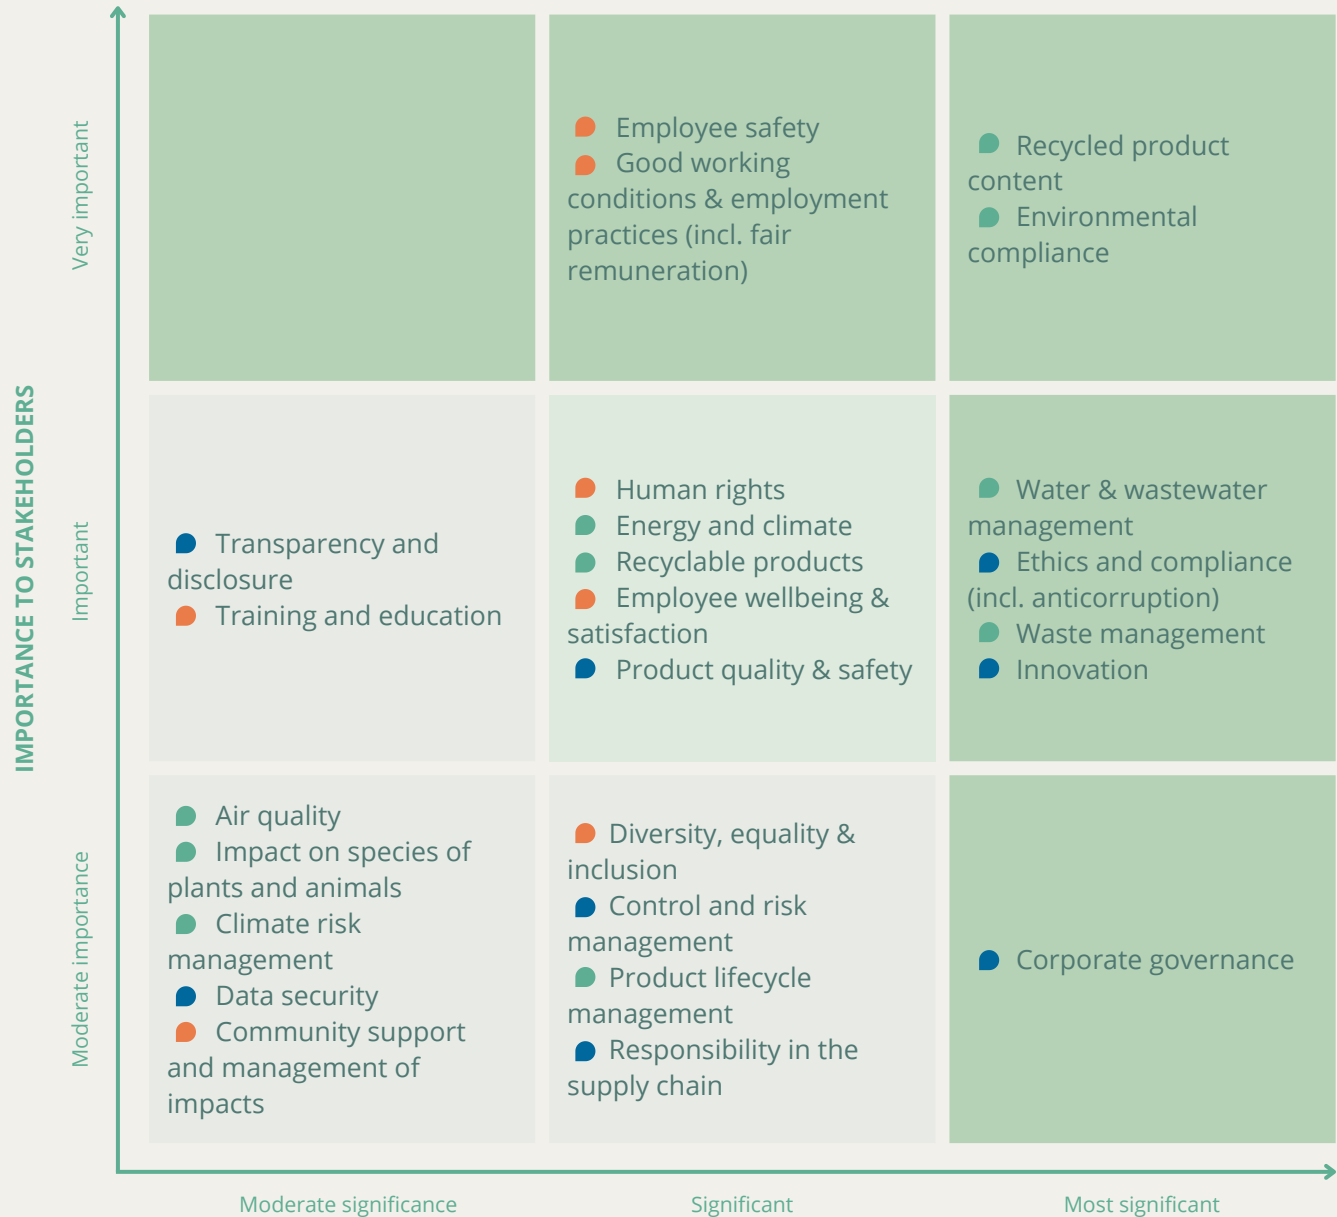 IMPORTANCE TO STAKEHOLDERS
Very important
Employee safety
Good working
conditions & employment
practices (incl. fair
remuneration)
Recycled product
content
Environmental
compliance
Important
Transparency and
disclosure
Training and education
Human rights
Energy and climate
Recyclable products
Employee wellbeing &
satisfaction
Product quality & safety
Water & wastewater
management
Ethics and compliance
(incl. anticorruption)
Waste management
Innovation
Moderate importance
Air quality
Impact on species of
plants and animals
Climate risk
management
Data security
Community support
and management of
impacts
Diversity, equality &
inclusion
Control and risk
management
Product lifecycle
management
Responsibility in the
supply chain
Corporate governance
Moderate significance
Significant
Most significant